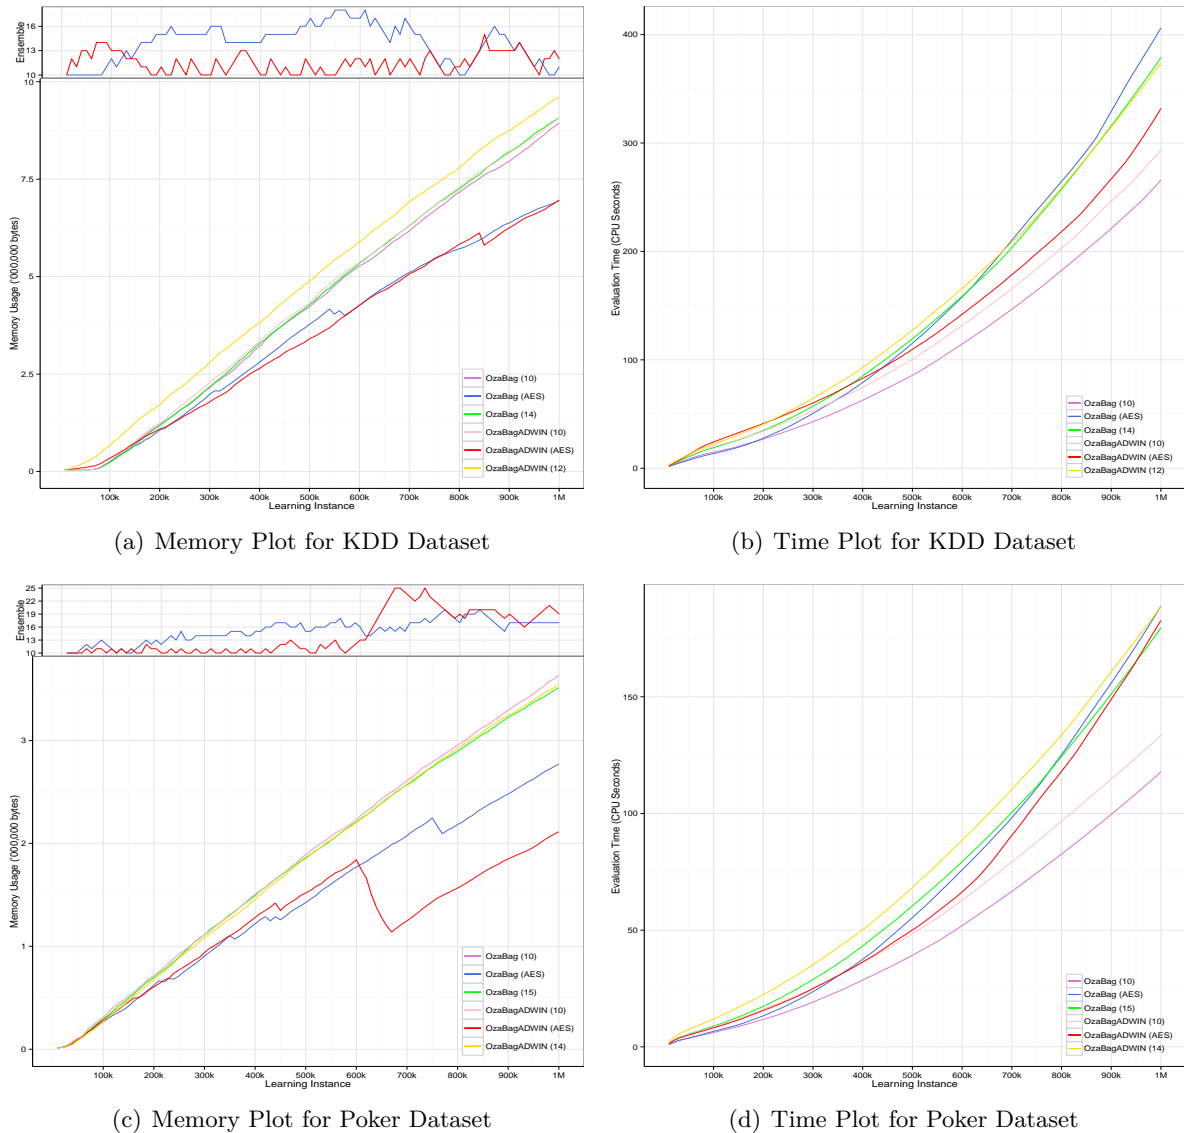 Ensemble
16
13
10
Memory Usage ('000,000 bytes)
10
7.5
5
2.5
0
OzaBag (10)
OzaBag (AES)
OzaBag (14)
OzaBagADWIN (10)
OzaBagADWIN (AES)
OzaBagADWIN (12)
100k 200k 300k 400k 500k 600k 700k 800k 900k 1M
Learning Instance
(a) Memory Plot for KDD Dataset
Evaluation Time (CPU Seconds)
400
300
200
100
0
OzaBag (10)
OzaBag (AES)
OzaBag (14)
OzaBagADWIN (10)
OzaBagADWIN (AES)
OzaBagADWIN (12)
100k 200k 300k 400k 500k 600k 700k 800k 900k 1M
Learning Instance
(b) Time Plot for KDD Dataset
Ensemble
25
22
19
16
13
10
Memory Usage ('000,000 bytes)
3
2
1
0
OzaBag (10)
OzaBag (AES)
OzaBag (15)
OzaBagADWIN (10)
OzaBagADWIN (AES)
OzaBagADWIN (14)
100k 200k 300k 400k 500k 600k 700k 800k 900k 1M
Learning Instance
(c) Memory Plot for Poker Dataset
Evaluation Time (CPU Seconds)
150
100
50
0
OzaBag (10)
OzaBag (AES)
OzaBag (15)
OzaBagADWIN (10)
OzaBagADWIN (AES)
OzaBagADWIN (14)
100k 200k 300k 400k 500k 600k 700k 800k 900k 1M
Learning Instance
(d) Time Plot for Poker Dataset